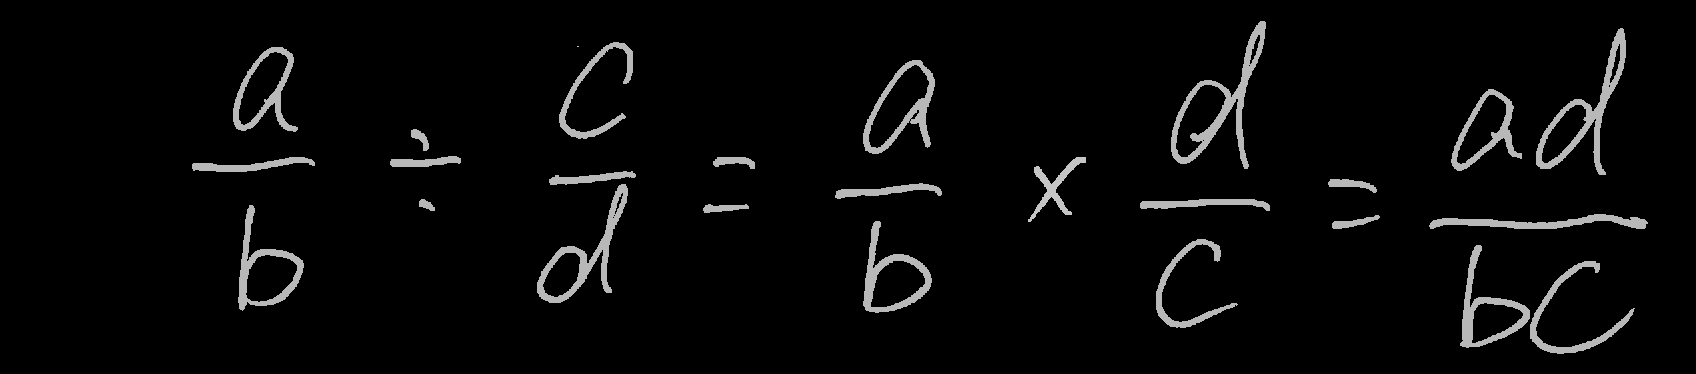 a/b ÷ c/d = a/b × d/c = ad/bc